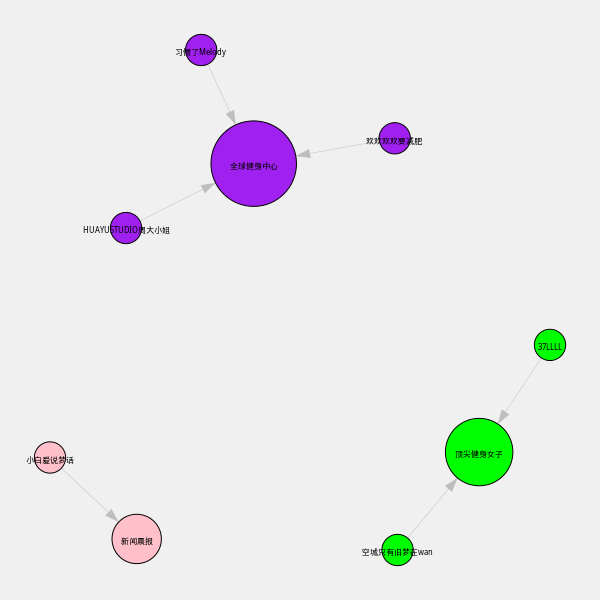 习惯了Melody
欢欢欢欢要减肥
全球健身中心
HUAYUSTUDIO周大小姐
37LLLL
顶尖健身女子
小白爱说梦话
新闻晨报
空城只有旧梦在wan